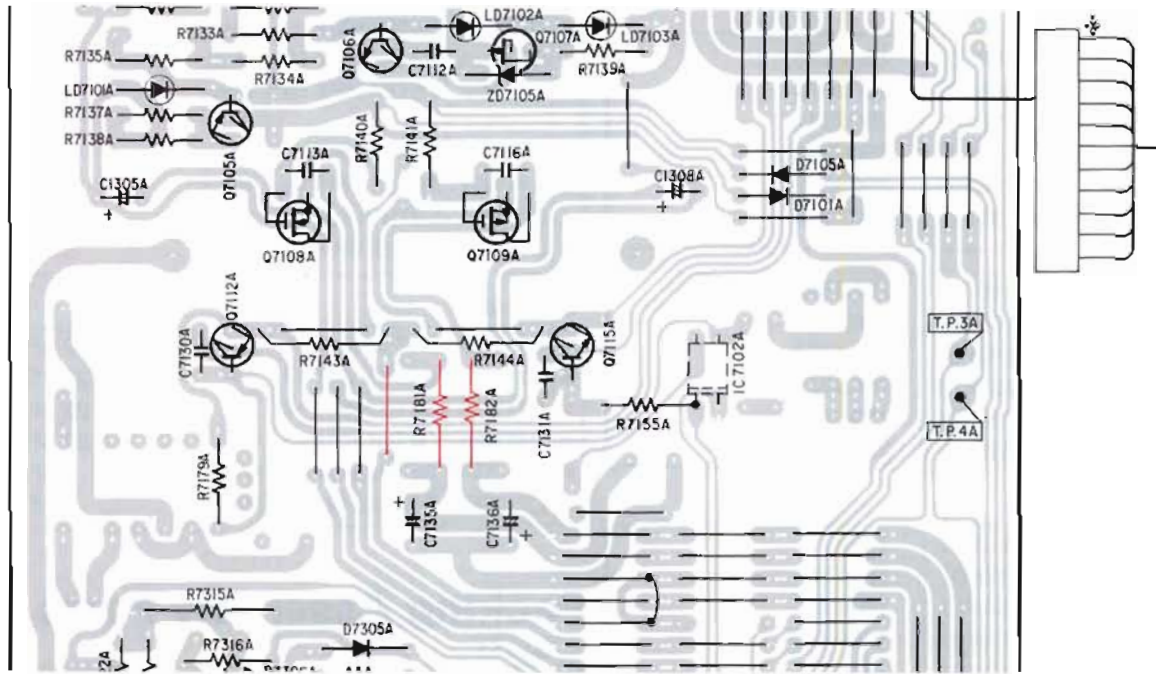 LD7102A
R7133A
Q7107A
LD7103A
R7135A
Q7106A
C7112A
R7134A
R7139A
LD7101A
ZD7105A
R7137A
R7138A
Q7105A
R7140A
R7141A
C7113A
C7116A
D7105A
C1305A
+
C1308A
+
D7101A
Q7108A
Q7109A
Q7112A
C7130A
R7143A
R7144A
Q7115A
IC7102A
T.P.3A
R7181A
R7182A
C7131A
R7155A
T.P.4A
R7179A
+
C7135A
C7136A
+
R7315A
D7305A
R7316A